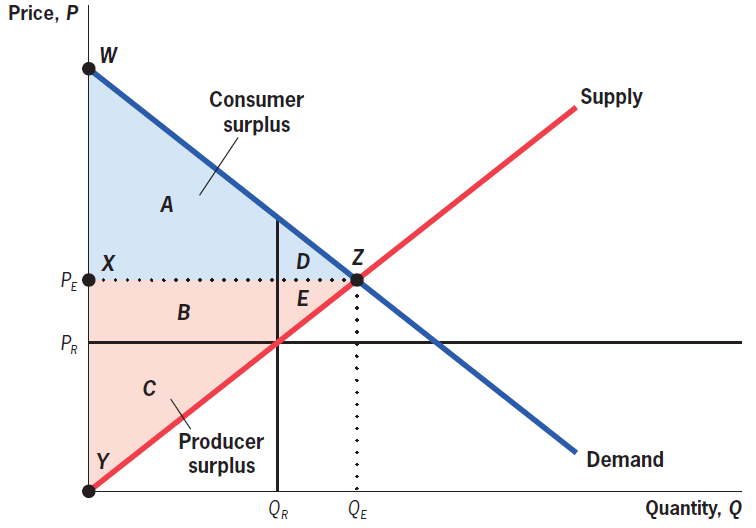 Price, P
W
Consumer
surplus
Supply
A
X
D
Z
P_E
B
E
P_R
C
Producer
surplus
Y
Demand
Q_R
Q_E
Quantity, Q